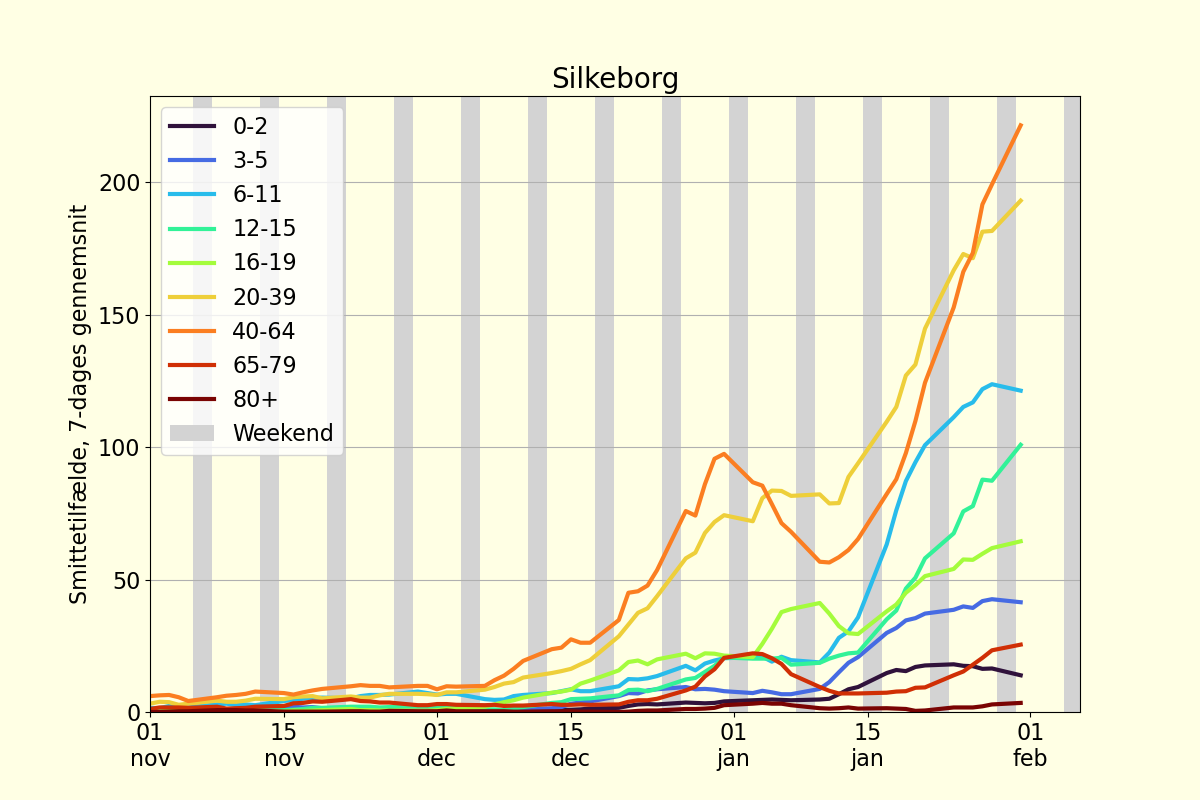 Silkeborg
Smittetilfælde, 7-dages gennemsnit
200
150
100
50
0
0-2
3-5
6-11
12-15
16-19
20-39
40-64
65-79
80+
Weekend
01 15 01 15 01 15 01
nov nov dec dec jan jan feb